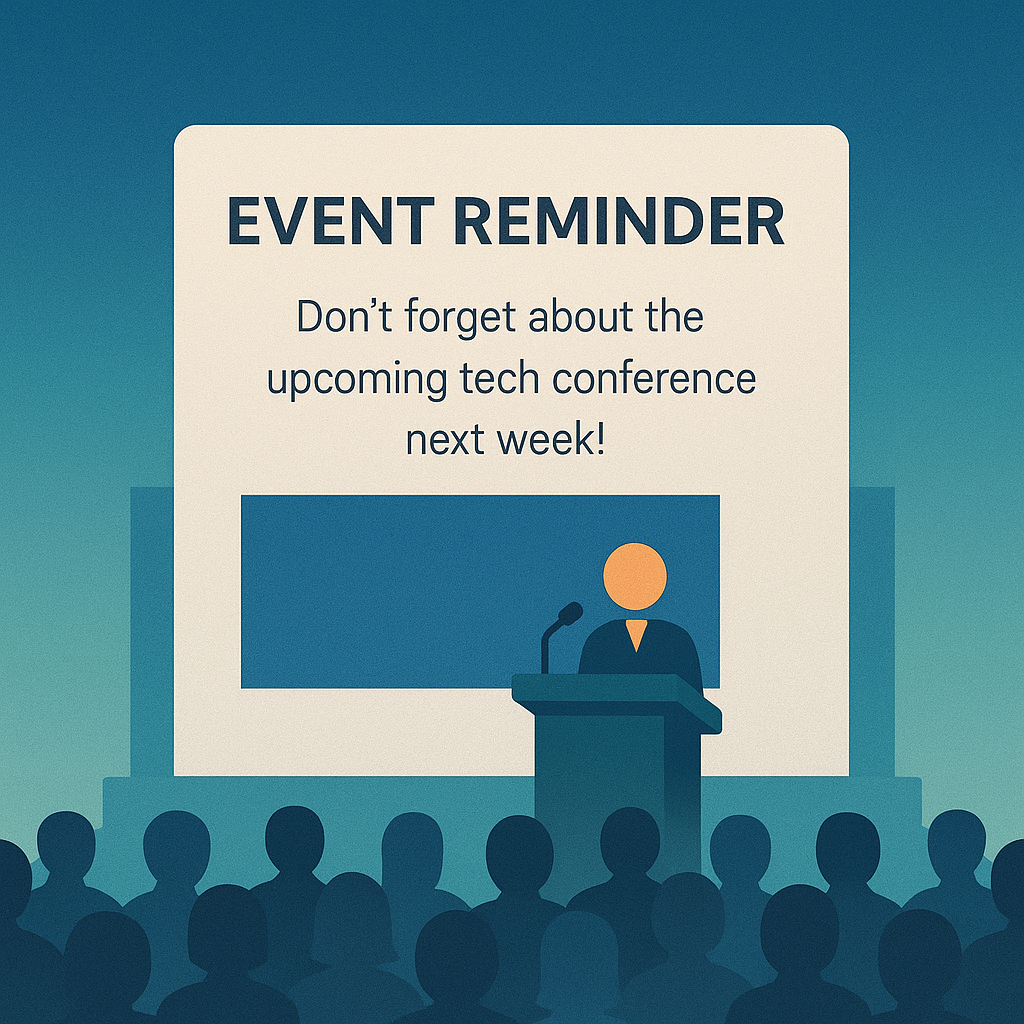 EVENT REMINDER
Don’t forget about the
upcoming tech conference
next week!